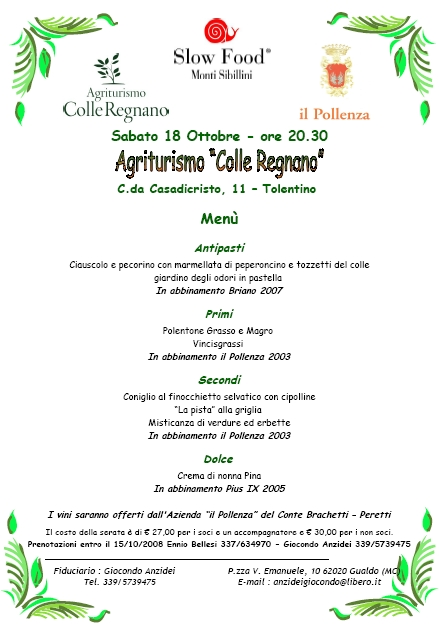 Slow Food®
Monti Sibillini
Agriturismo
Colle Regnano
il Pollenza
Sabato 18 Ottobre - ore 20.30
Agriturismo "Colle Regnano"
C.da Casadicristo, 11 – Tolentino
Menù
Antipasti
Ciauscolo e pecorino con marmellata di peperoncino e tozzetti del colle
giardino degli odori in pastella
In abbinamento Briano 2007
Primi
Polentone Grasso e Magro
Vincisgrassi
In abbinamento il Pollenza 2003
Secondi
Coniglio al finocchietto selvatico con cipolline
"La pista" alla griglia
Misticanza di verdure ed erbette
In abbinamento il Pollenza 2003
Dolce
Crema di nonna Pina
In abbinamento Pius IX 2005
I vini saranno offerti dall'Azienda "il Pollenza" del Conte Brachetti – Peretti
Il costo della serata è di € 27,00 per i soci e un accompagnatore e € 30,00 per i non soci.
Prenotazioni entro il 15/10/2008 Ennio Bellesi 337/634970 – Giocondo Anzidei 339/5739475
Fiduciario : Giocondo Anzidei P.zza V. Emanuele, 10 62020 Gualdo (MC)
Tel. 339/5739475 E-mail : anzideigiocondo@libero.it